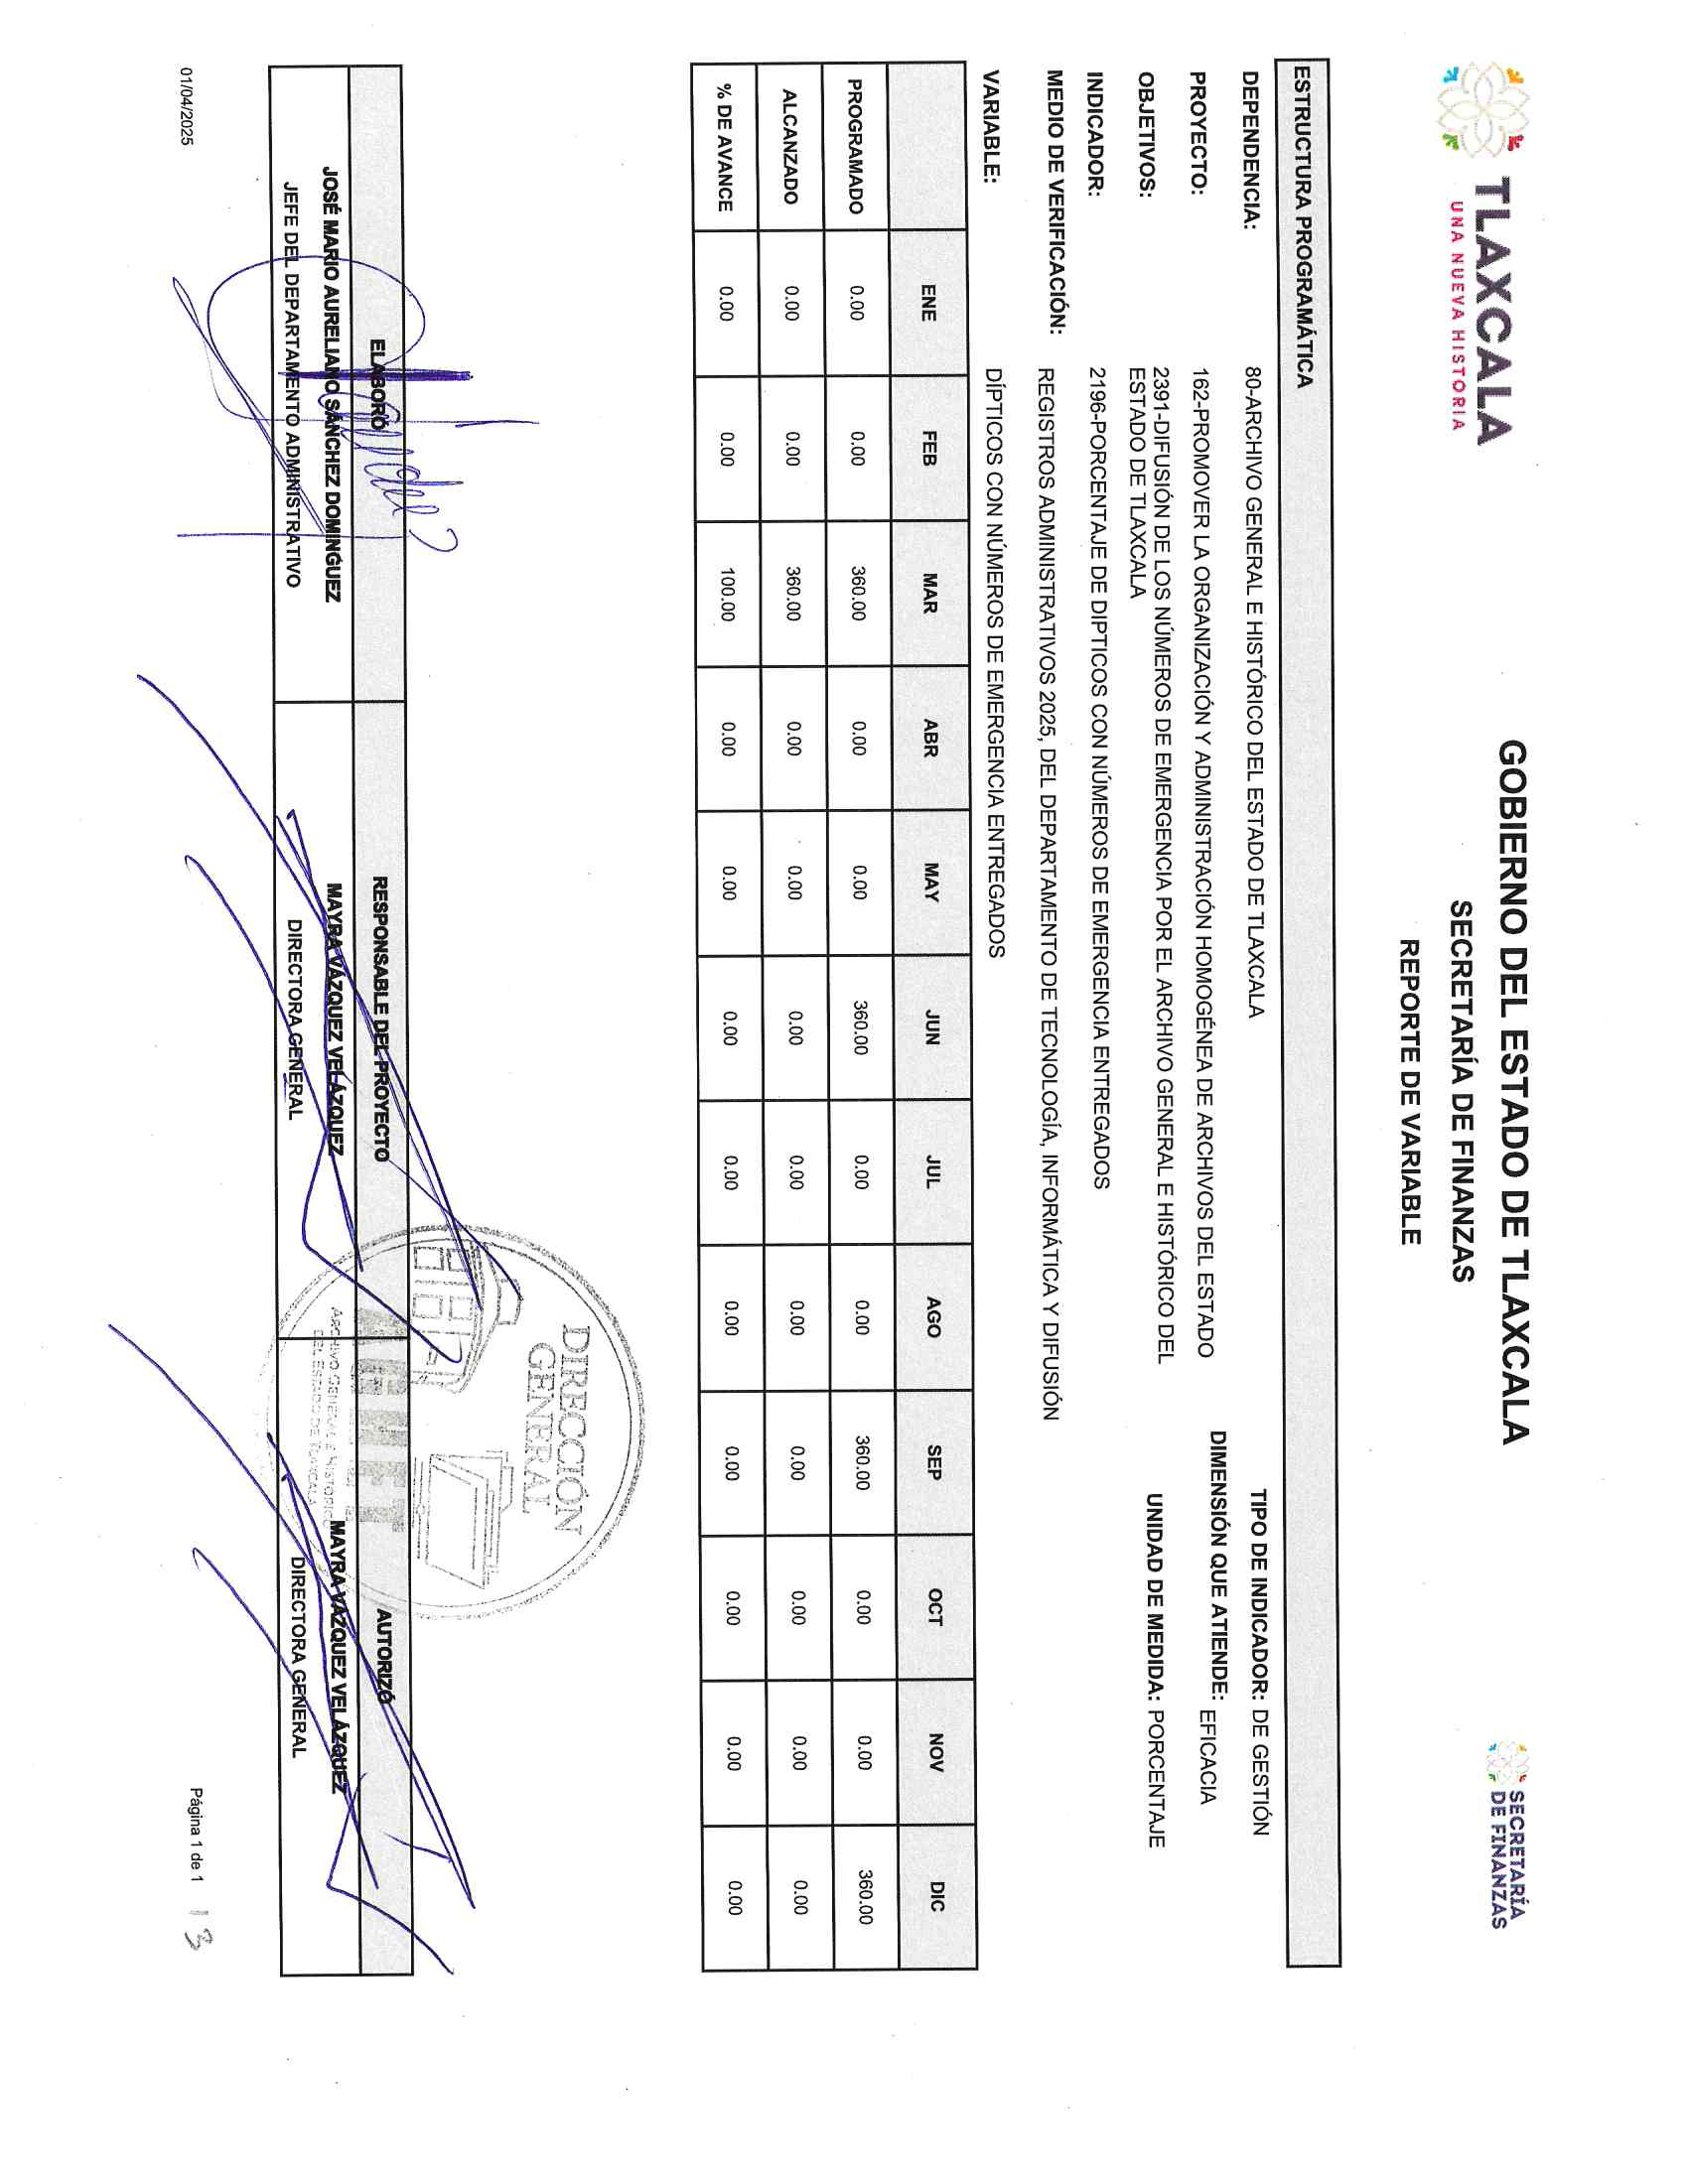 TLAXCALA
UNA NUEVA HISTORIA
GOBIERNO DEL ESTADO DE TLAXCALA
SECRETARÍA DE FINANZAS
REPORTE DE VARIABLE
SECRETARÍA
DE FINANZAS
ESTRUCTURA PROGRAMÁTICA
DEPENDENCIA: 80-ARCHIVO GENERAL E HISTÓRICO DEL ESTADO DE TLAXCALA TIPO DE INDICADOR: DE GESTIÓN
PROYECTO: 162-PROMOVER LA ORGANIZACIÓN Y ADMINISTRACIÓN HOMOGÉNEA DE ARCHIVOS DEL ESTADO DIMENSIÓN QUE ATIENDE: EFICACIA
OBJETIVOS: 2391-DIFUSIÓN DE LOS NÚMEROS DE EMERGENCIA POR EL ARCHIVO GENERAL E HISTÓRICO DEL
ESTADO DE TLAXCALA UNIDAD DE MEDIDA: PORCENTAJE
INDICADOR: 2196-PORCENTAJE DE DIPTICOS CON NÚMEROS DE EMERGENCIA ENTREGADOS
MEDIO DE VERIFICACIÓN: REGISTROS ADMINISTRATIVOS 2025, DEL DEPARTAMENTO DE TECNOLOGÍA, INFORMÁTICA Y DIFUSIÓN
VARIABLE: DÍPTICOS CON NÚMEROS DE EMERGENCIA ENTREGADOS
ENE FEB MAR ABR MAY JUN JUL AGO SEP OCT NOV DIC
PROGRAMADO 0.00 0.00 360.00 0.00 0.00 360.00 0.00 0.00 360.00 0.00 0.00 360.00
ALCANZADO 0.00 0.00 360.00 0.00 0.00 0.00 0.00 0.00 0.00 0.00 0.00 0.00
% DE AVANCE 0.00 0.00 100.00 0.00 0.00 0.00 0.00 0.00 0.00 0.00 0.00 0.00
DIRECCIÓN
GENERAL
AHET
ARCHIVO GENERAL E HISTÓRICO
DEL ESTADO DE TLAXCALA
ELABORÓ RESPONSABLE DEL PROYECTO AUTORIZÓ
JOSÉ MARIO AURELIANO SÁNCHEZ DOMINGUEZ MAYRA VÁZQUEZ VELÁZQUEZ MAYRA VÁZQUEZ VELÁZQUEZ
JEFE DEL DEPARTAMENTO ADMINISTRATIVO DIRECTORA GENERAL DIRECTORA GENERAL
01/04/2025 Página 1 de 1 13